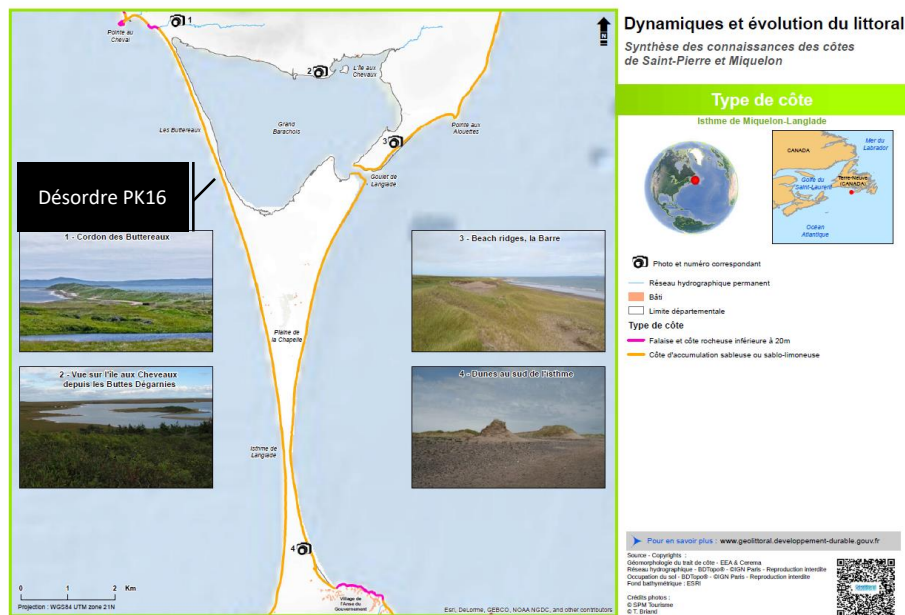 Dynamiques et évolution du littoral
Synthèse des connaissances des côtes
de Saint-Pierre et Miquelon
Type de côte
Isthme de Miquelon-Langlade
CANADA
Mer du
Labrador
Golfe du
Saint-Laurent
Terre-Neuve
(CANADA)
Océan
Atlantique
Photo et numéro correspondant
Réseau hydrographique permanent
Bâti
Limite départementale
Type de côte
Falaise et côte rocheuse inférieure à 20m
Côte d'accumulation sableuse ou sablo-limoneuse
Pour en savoir plus : www.geolittoral.developpement-durable.gouv.fr
Source - Copyrights :
Géomorphologie du trait de côte - EEA & Cerema
Réseau hydrographique - BDTopo® - ©IGN Paris - Reproduction interdite
Occupation du sol - BDTopo® - ©IGN Paris - Reproduction interdite
Fond bathymétrique : ESRI
Crédits photos :
© SPM Tourisme
© T. Briand
Pointe au
Cheval
1
2
L'Île aux
Chevaux
Les Buttereaux
Grand
Barachois
3
Pointe aux
Alouettes
Goulet de
Langlade
Désordre PK16
1 - Cordon des Buttereaux
3 - Beach ridges, la Barre
Plaine de
la Chapelle
2 - Vue sur l'île aux Cheveaux
depuis les Buttes Dégarnies
4 - Dunes au sud de l'isthme
Isthme de
Langlade
4
Village de
l'Anse du
Gouvernement
0 1 2 Km
Projection : WGS84 UTM zone 21N
Esri, DeLorme, GEBCO, NOAA NGDC, and other contributors
N